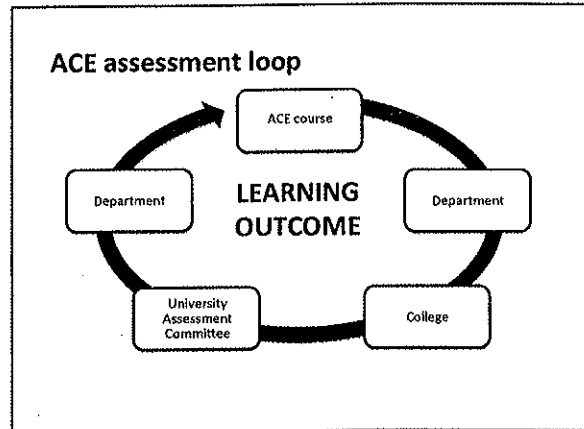 ACE assessment loop
ACE course
Department
LEARNING
OUTCOME
Department
University
Assessment
Committee
College